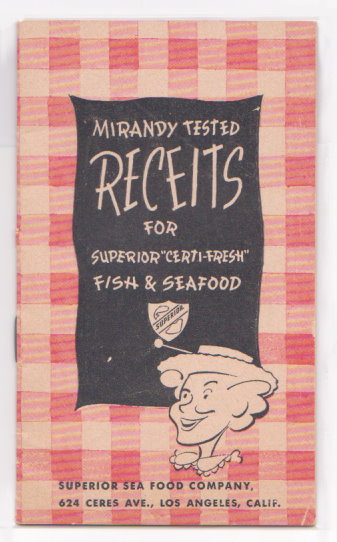 MIRANDY TESTED
RECEITS
FOR
SUPERIOR "CERTI-FRESH"
FISH & SEAFOOD
SUPERIOR
SUPERIOR SEA FOOD COMPANY,
624 CERES AVE., LOS ANGELES, CALIF.